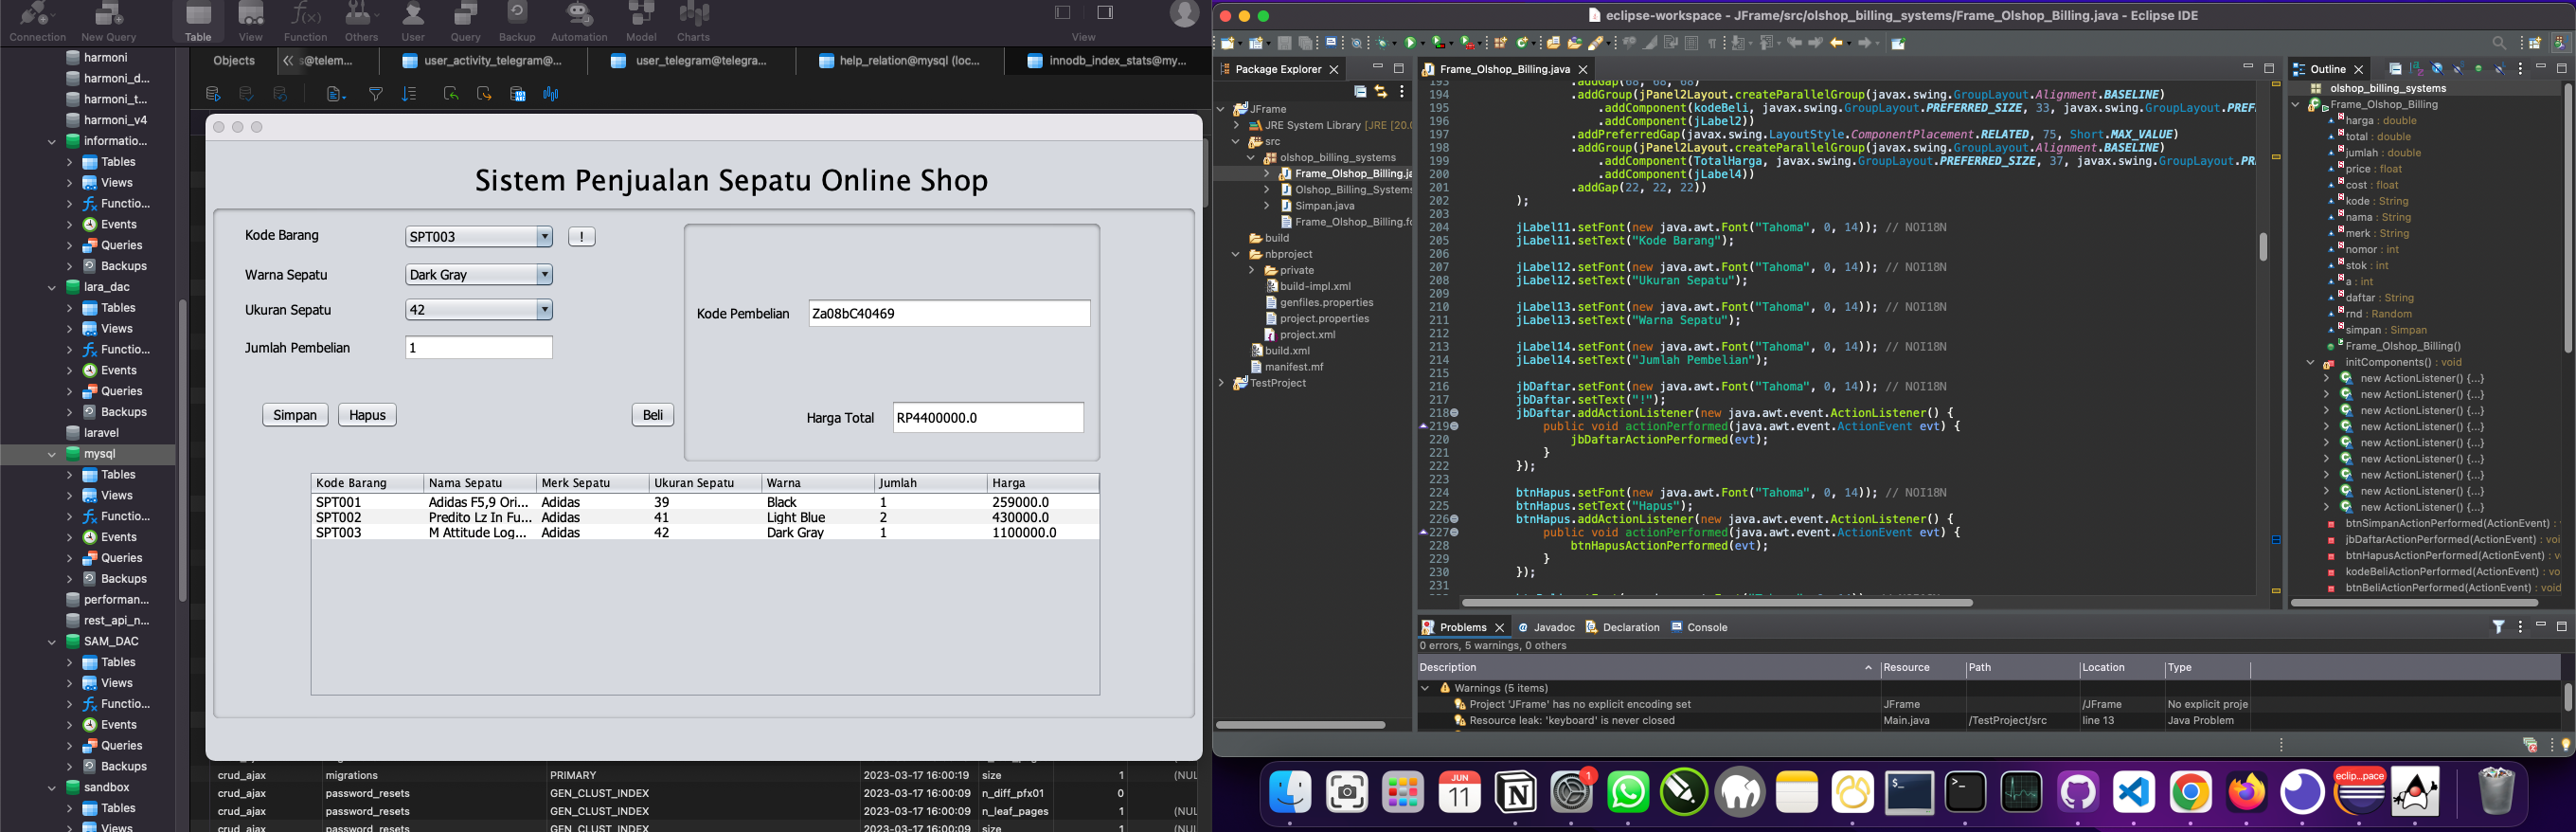 Connection New Query Table View Function Others User Query Backup Automation Model Charts View
Objects s@telem... user_activity_telegram@... user_telegram@telegra... help_relation@mysql (loc... innodb_index_stats@my...
harmoni
harmoni_d...
harmoni_t...
harmoni_v4
informatio...
Tables
Views
Functio...
Events
Queries
Backups
lara_dac
Tables
Views
Functio...
Events
Queries
Backups
laravel
mysql
Tables
Views
Functio...
Events
Queries
Backups
performan...
rest_api_n...
SAM_DAC
Tables
Views
Functio...
Events
Queries
Backups
sandbox
Tables
Views
Sistem Penjualan Sepatu Online Shop
Kode Barang SPT003 !
Warna Sepatu Dark Gray
Ukuran Sepatu 42
Jumlah Pembelian 1
Simpan Hapus Beli
Kode Pembelian Za08bC40469
Harga Total RP4400000.0
Kode Barang Nama Sepatu Merk Sepatu Ukuran Sepatu Warna Jumlah Harga
SPT001 Adidas F5,9 Ori... Adidas 39 Black 1 259000.0
SPT002 Predito Lz In Fu... Adidas 41 Light Blue 2 430000.0
SPT003 M Attitude Log... Adidas 42 Dark Gray 1 1100000.0
crud_ajax migrations PRIMARY 2023-03-17 16:00:19 size 1 (NUL
crud_ajax password_resets GEN_CLUST_INDEX 2023-03-17 16:00:09 n_diff_pfx01 0
crud_ajax password_resets GEN_CLUST_INDEX 2023-03-17 16:00:09 n_leaf_pages 1 (NUL
crud_ajax password_resets GEN_CLUST_INDEX 2023-03-17 16:00:09 size 1 (NUL
eclipse-workspace - JFrame/src/olshop_billing_systems/Frame_Olshop_Billing.java - Eclipse IDE
Package Explorer
JFrame
JRE System Library [JRE [20.0
src
olshop_billing_systems
Frame_Olshop_Billing.ja
Olshop_Billing_Systems
Simpan.java
Frame_Olshop_Billing.fo
build
nbproject
private
build-impl.xml
genfiles.properties
project.properties
project.xml
build.xml
manifest.mf
TestProject
Frame_Olshop_Billing.java
193 .addGap(68, 68, 68)
194 .addGroup(jPanel2Layout.createParallelGroup(javax.swing.GroupLayout.Alignment.BASELINE)
195 .addComponent(kodeBeli, javax.swing.GroupLayout.PREFERRED_SIZE, 33, javax.swing.GroupLayout.PREF
196 .addComponent(jLabel2))
197 .addPreferredGap(javax.swing.LayoutStyle.ComponentPlacement.RELATED, 75, Short.MAX_VALUE)
198 .addGroup(jPanel2Layout.createParallelGroup(javax.swing.GroupLayout.Alignment.BASELINE)
199 .addComponent(TotalHarga, javax.swing.GroupLayout.PREFERRED_SIZE, 37, javax.swing.GroupLayout.PRE
200 .addComponent(jLabel4))
201 .addGap(22, 22, 22))
202 );
203
204 jLabel11.setFont(new java.awt.Font("Tahoma", 0, 14)); // NOI18N
205 jLabel11.setText("Kode Barang");
206
207 jLabel12.setFont(new java.awt.Font("Tahoma", 0, 14)); // NOI18N
208 jLabel12.setText("Ukuran Sepatu");
209
210 jLabel13.setFont(new java.awt.Font("Tahoma", 0, 14)); // NOI18N
211 jLabel13.setText("Warna Sepatu");
212
213 jLabel14.setFont(new java.awt.Font("Tahoma", 0, 14)); // NOI18N
214 jLabel14.setText("Jumlah Pembelian");
215
216 jbDaftar.setFont(new java.awt.Font("Tahoma", 0, 14)); // NOI18N
217 jbDaftar.setText("!");
218 jbDaftar.addActionListener(new java.awt.event.ActionListener() {
219 public void actionPerformed(java.awt.event.ActionEvent evt) {
220 jbDaftarActionPerformed(evt);
221 }
222 });
223
224 btnHapus.setFont(new java.awt.Font("Tahoma", 0, 14)); // NOI18N
225 btnHapus.setText("Hapus");
226 btnHapus.addActionListener(new java.awt.event.ActionListener() {
227 public void actionPerformed(java.awt.event.ActionEvent evt) {
228 btnHapusActionPerformed(evt);
229 }
230 });
231
Outline
olshop_billing_systems
Frame_Olshop_Billing
harga : double
total : double
jumlah : double
price : float
cost : float
kode : String
nama : String
merk : String
nomor : int
stok : int
a : int
daftar : String
rnd : Random
simpan : Simpan
Frame_Olshop_Billing()
initComponents() : void
new ActionListener() {...}
new ActionListener() {...}
new ActionListener() {...}
new ActionListener() {...}
new ActionListener() {...}
new ActionListener() {...}
new ActionListener() {...}
new ActionListener() {...}
new ActionListener() {...}
btnSimpanActionPerformed(ActionEvent) :
jbDaftarActionPerformed(ActionEvent) : voi
btnHapusActionPerformed(ActionEvent) : v
kodeBeliActionPerformed(ActionEvent) : vo
btnBeliActionPerformed(ActionEvent) : void
Problems Javadoc Declaration Console
0 errors, 5 warnings, 0 others
Description Resource Path Location Type
Warnings (5 items)
Project 'JFrame' has no explicit encoding set JFrame /JFrame No explicit proje
Resource leak: 'keyboard' is never closed Main.java /TestProject/src line 13 Java Problem
JUN
11
1
eclip...pace